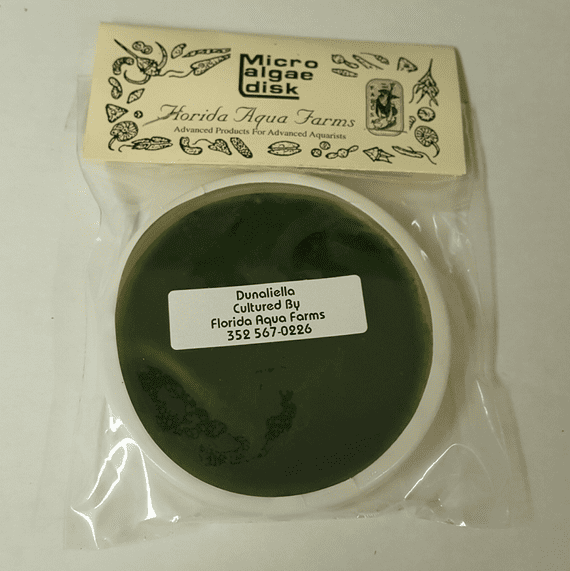 Micro
algae
disk
Florida Aqua Farms
Advanced Products For Advanced Aquarists
Dunaliella
Cultured By
Florida Aqua Farms
352 567-0226